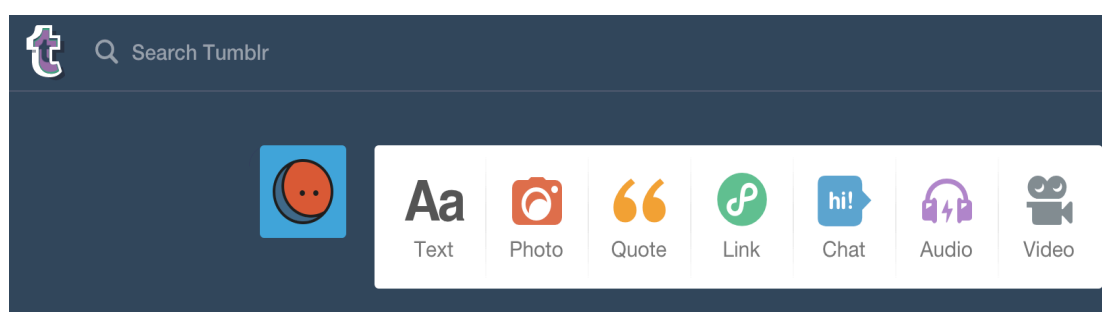 t
Search Tumblr
Aa
hi!
Text Photo Quote Link Chat Audio Video